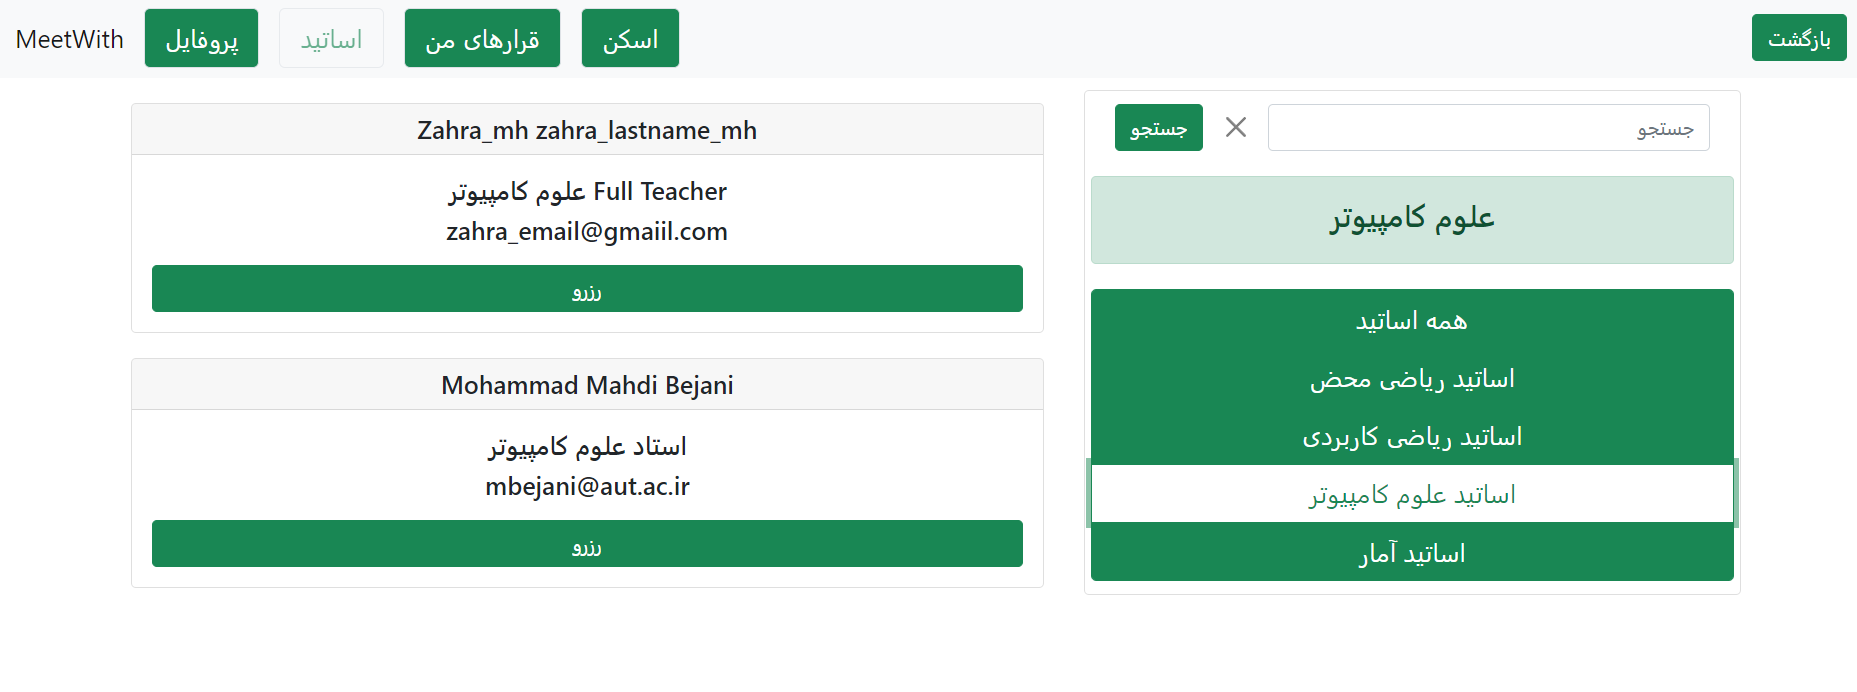 MeetWith
پروفایل
اساتید
قرارهای من
اسکن
بازگشت
Zahra_mh zahra_lastname_mh
علوم کامپیوتر Full Teacher
zahra_email@gmaiil.com
رزرو
Mohammad Mahdi Bejani
استاد علوم کامپیوتر
mbejani@aut.ac.ir
رزرو
جستجو
جستجو
علوم کامپیوتر
همه اساتید
اساتید ریاضی محض
اساتید ریاضی کاربردی
اساتید علوم کامپیوتر
اساتید آمار